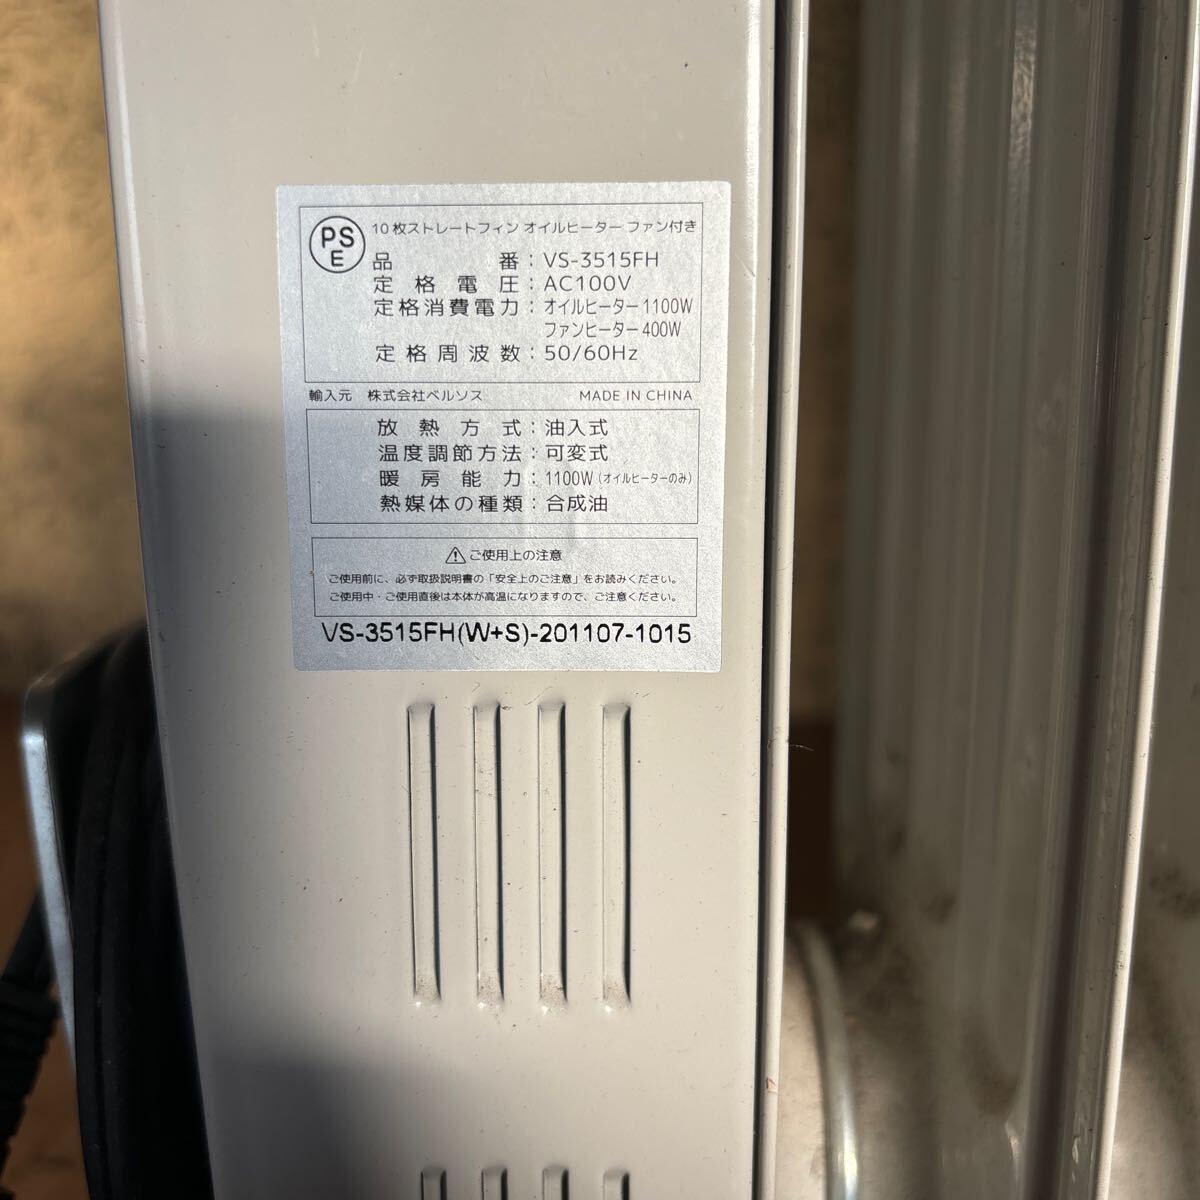 PSE
10枚ストレートフィン オイルヒーター ファン付き
品番：VS-3515FH
定格電圧：AC100V
定格消費電力：オイルヒーター1100W
ファンヒーター400W
定格周波数：50/60Hz
輸入元 株式会社ベルソス MADE IN CHINA
放熱方式：油入式
温度調節方法：可変式
暖房能力：1100W（オイルヒーターのみ）
熱媒体の種類：合成油
⚠ご使用上の注意
ご使用前に、必ず取扱説明書の「安全上のご注意」をお読みください。
ご使用中・ご使用直後は本体が高温になりますので、ご注意ください。
VS-3515FH(W+S)-201107-1015